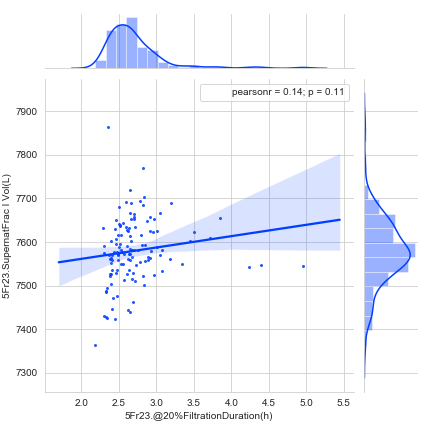 pearsonr = 0.14; p = 0.11
7900
7800
7700
7600
7500
7400
7300
5Fr23.SupernatFrac I Vol(L)
2.0 2.5 3.0 3.5 4.0 4.5 5.0 5.5
5Fr23.@20%FiltrationDuration(h)